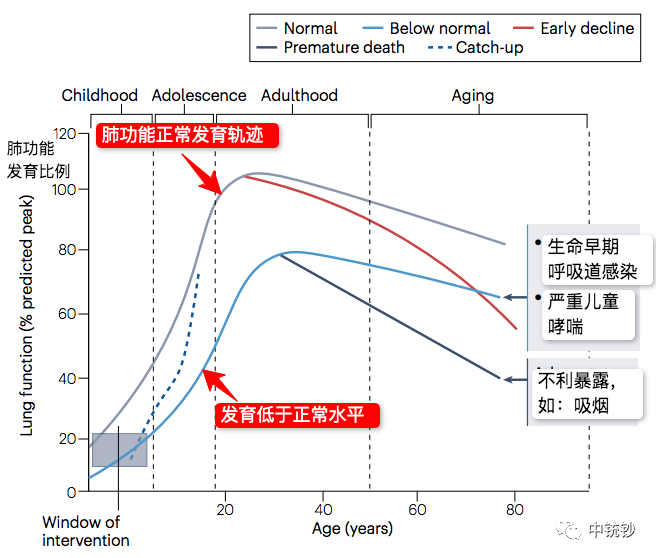 Normal
Below normal
Early decline
Premature death
Catch-up
Childhood
Adolescence
Adulthood
Aging
肺功能
发育比例
Lung function (% predicted peak)
120
100
80
60
40
20
0
肺功能正常发育轨迹
发育低于正常水平
• 生命早期
呼吸道感染
• 严重儿童
哮喘
不利暴露，
如：吸烟
20
40
60
80
Age (years)
Window of
intervention
中铳钞